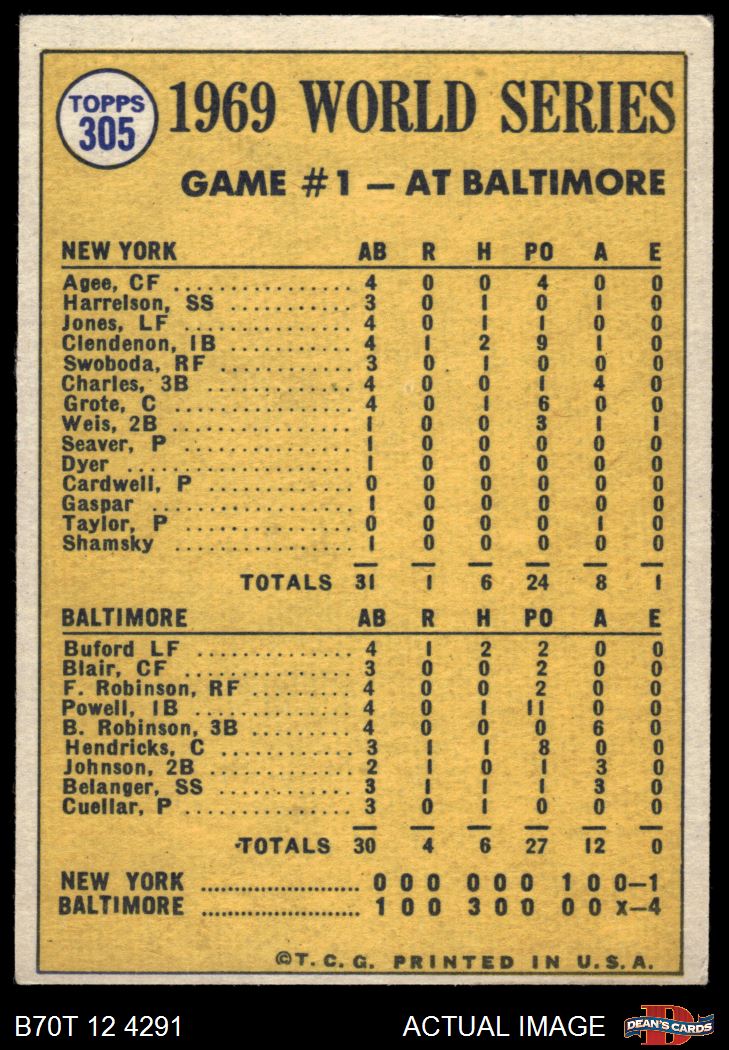 TOPPS
305
1969 WORLD SERIES
GAME #1 — AT BALTIMORE
NEW YORK AB R H PO A E
Agee, CF ................ 4 0 0 4 0 0
Harrelson, SS ........... 3 0 1 0 1 0
Jones, LF ............... 4 0 1 1 0 0
Clendenon, 1B ........... 4 1 2 9 1 0
Swoboda, RF ............. 3 0 1 0 0 0
Charles, 3B ............. 4 0 0 1 4 0
Grote, C ................ 4 0 1 6 0 0
Weis, 2B ................ 1 0 0 3 1 1
Seaver, P ............... 1 0 0 0 0 0
Dyer .................... 1 0 0 0 0 0
Cardwell, P ............. 0 0 0 0 0 0
Gaspar .................. 1 0 0 0 0 0
Taylor, P ............... 0 0 0 0 1 0
Shamsky ................. 1 0 0 0 0 0
TOTALS 31 1 6 24 8 1
BALTIMORE AB R H PO A E
Buford LF ............... 4 1 2 2 0 0
Blair, CF ............... 3 0 0 2 0 0
F. Robinson, RF ......... 4 0 0 2 0 0
Powell, 1B .............. 4 0 1 11 0 0
B. Robinson, 3B ......... 4 0 0 0 6 0
Hendricks, C ............ 3 1 1 8 0 0
Johnson, 2B ............. 2 1 0 1 3 0
Belanger, SS ............ 3 1 1 1 3 0
Cuellar, P .............. 3 0 1 0 0 0
TOTALS 30 4 6 27 12 0
NEW YORK ........................ 0 0 0 0 0 0 1 0 0—1
BALTIMORE ........................ 1 0 0 3 0 0 0 0 x—4
©T. C. G. PRINTED IN U.S.A.
B70T 12 4291 ACTUAL IMAGE DEAN'S CARDS